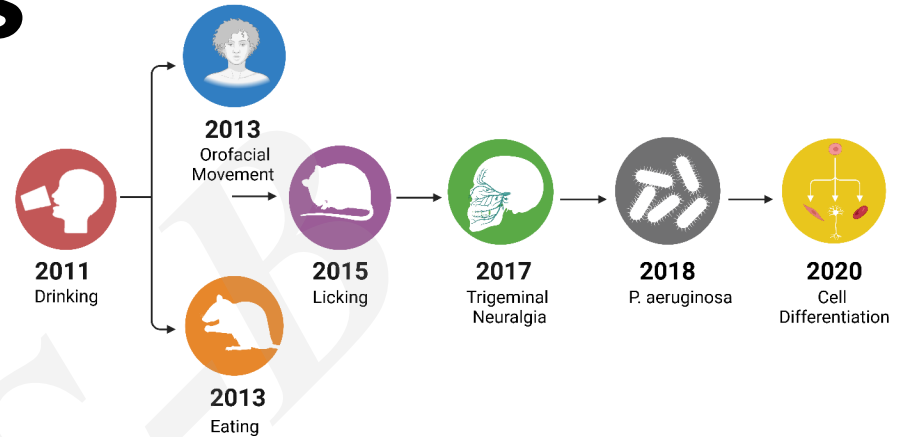 2013
Orofacial
Movement
2011
Drinking
2015
Licking
2017
Trigeminal
Neuralgia
2018
P. aeruginosa
2020
Cell
Differentiation
2013
Eating